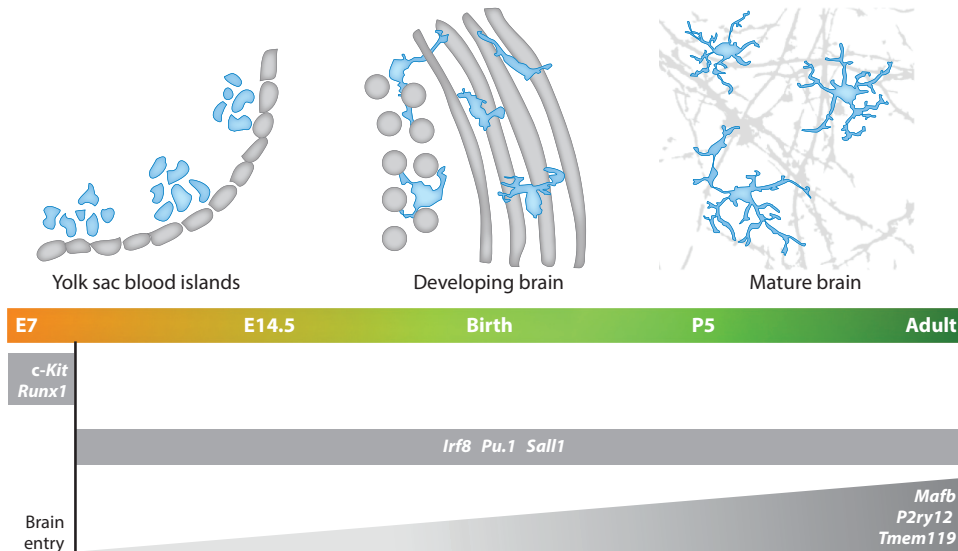 Yolk sac blood islands
Developing brain
Mature brain
E7
E14.5
Birth
P5
Adult
c-Kit
Runx1
Irf8 Pu.1 Sall1
Brain
entry
Mafb
P2ry12
Tmem119